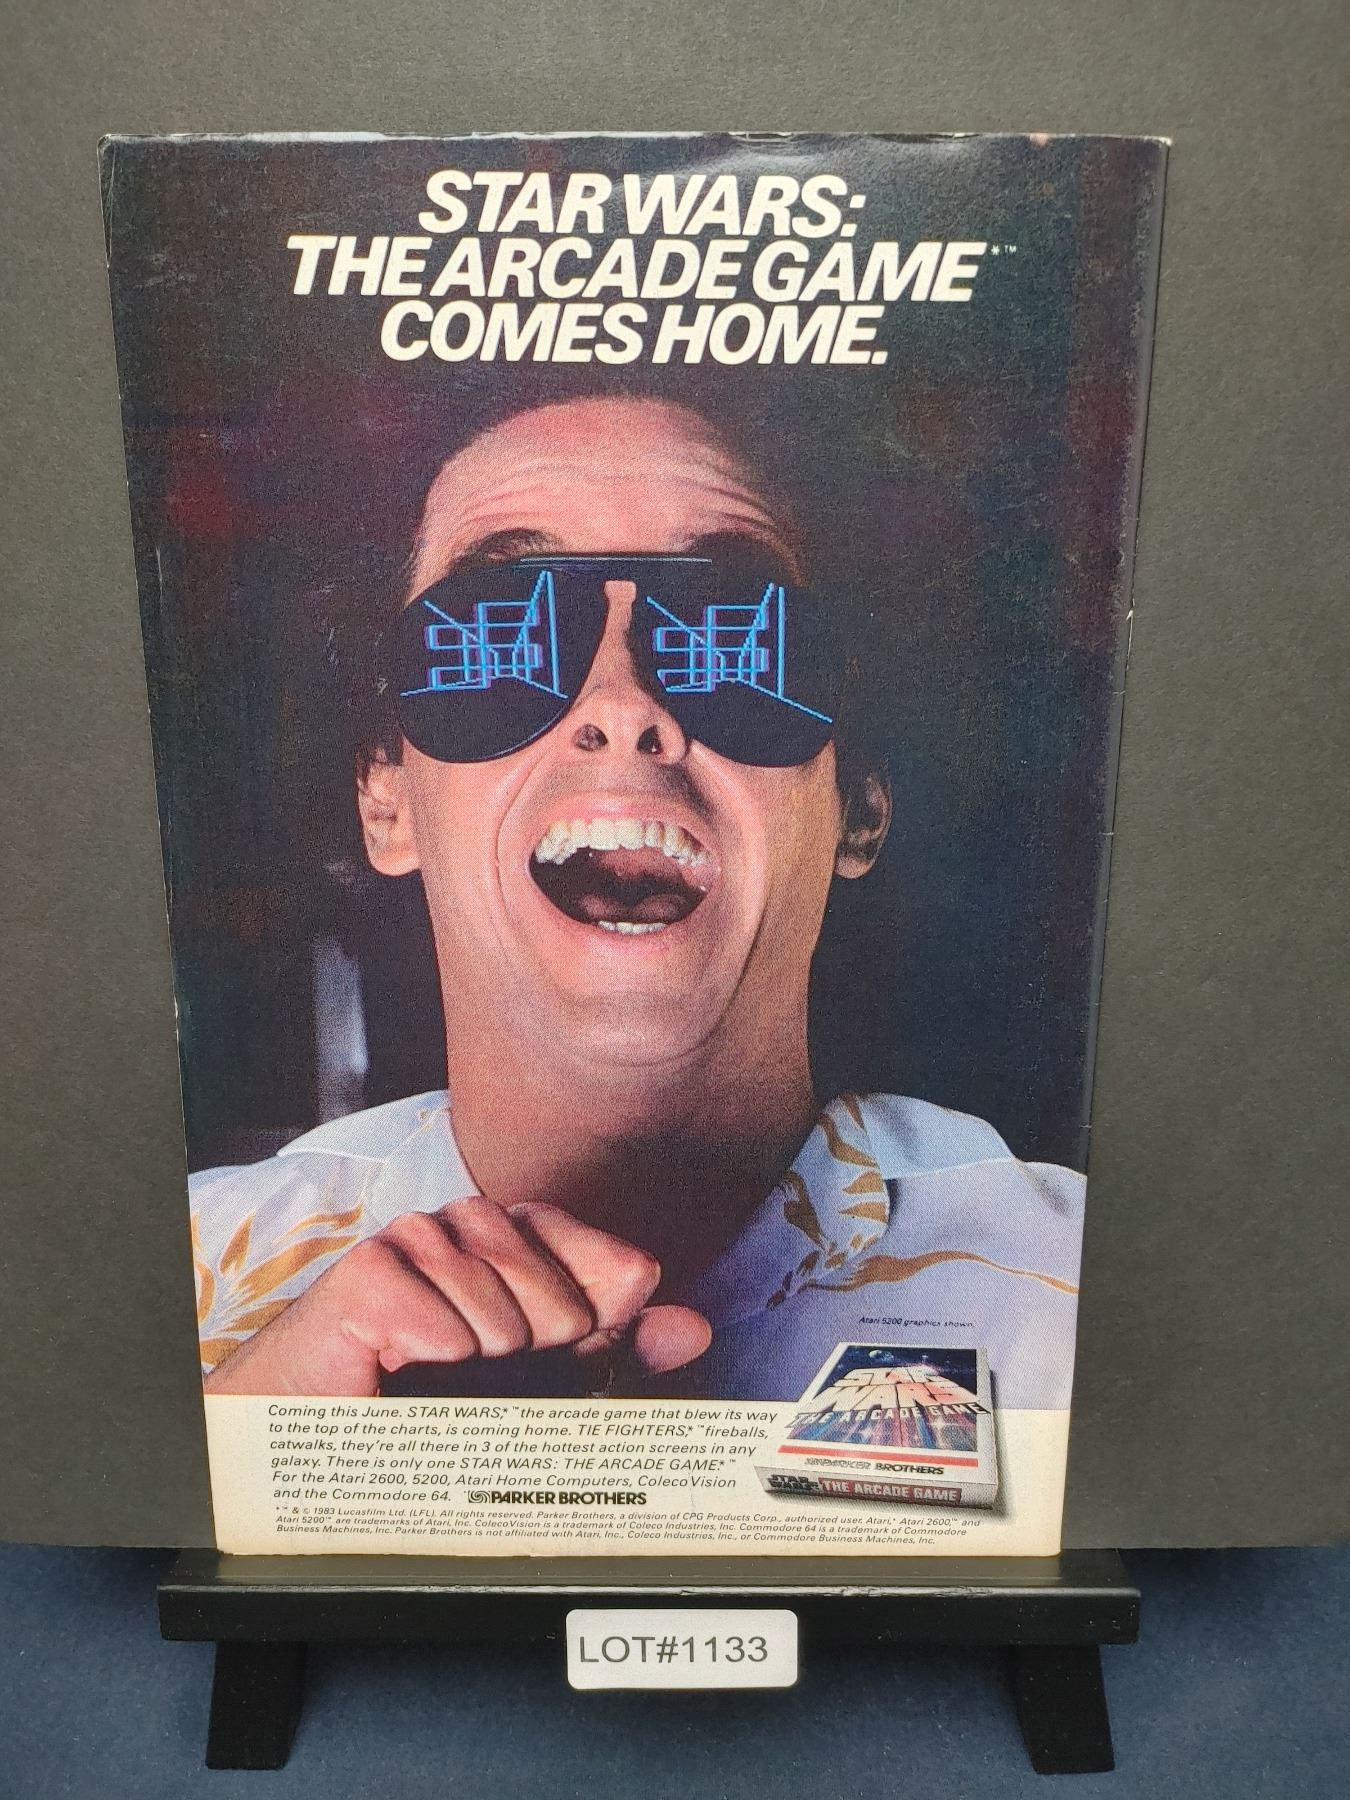 STAR WARS:
THE ARCADE GAME*™
COMES HOME.
Atari 5200 graphics shown.
Coming this June. STAR WARS,*™ the arcade game that blew its way
to the top of the charts, is coming home. TIE FIGHTERS,*™ fireballs,
catwalks, they're all there in 3 of the hottest action screens in any
galaxy. There is only one STAR WARS: THE ARCADE GAME.*™
For the Atari 2600, 5200, Atari Home Computers, ColecoVision
and the Commodore 64. PARKER BROTHERS
*™ & © 1983 Lucasfilm Ltd. (LFL). All rights reserved. Parker Brothers, a division of CPG Products Corp., authorized user. Atari,* Atari 2600,™ and
Atari 5200™ are trademarks of Atari, Inc. ColecoVision is a trademark of Coleco Industries, Inc. Commodore 64 is a trademark of Commodore
Business Machines, Inc. Parker Brothers is not affiliated with Atari, Inc., Coleco Industries, Inc., or Commodore Business Machines, Inc.
STAR
WARS
THE ARCADE GAME
PARKER BROTHERS
STAR
WARS
THE ARCADE GAME
LOT#1133